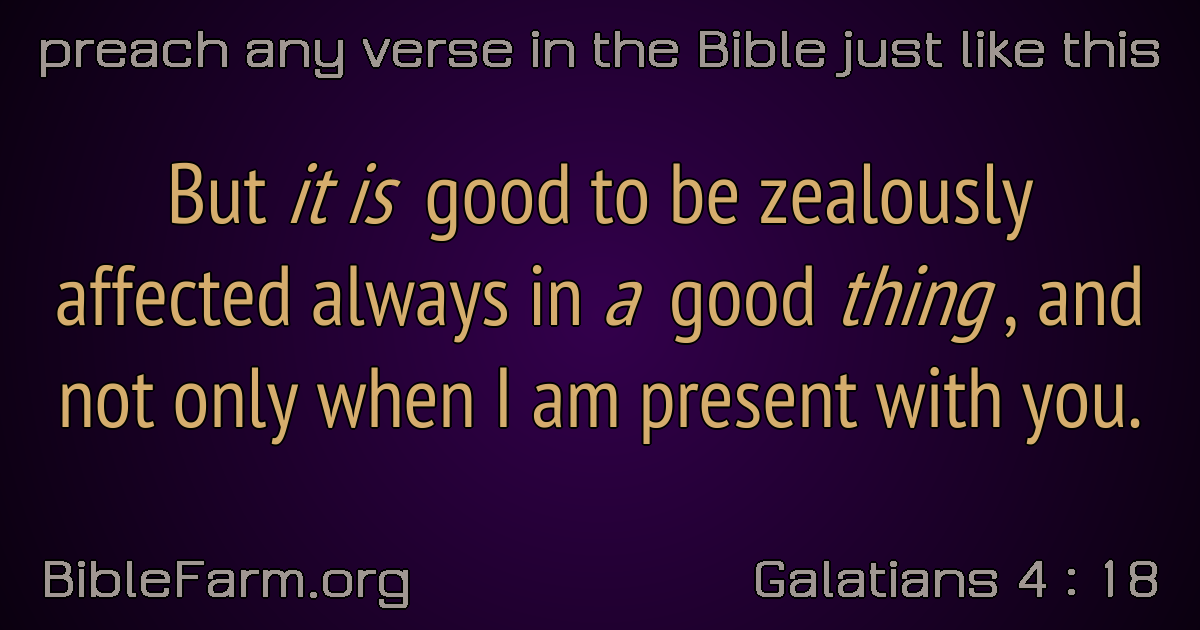 preach any verse in the Bible just like this
But it is good to be zealously
affected always in a good thing , and
not only when I am present with you.
BibleFarm.org
Galatians 4 : 18